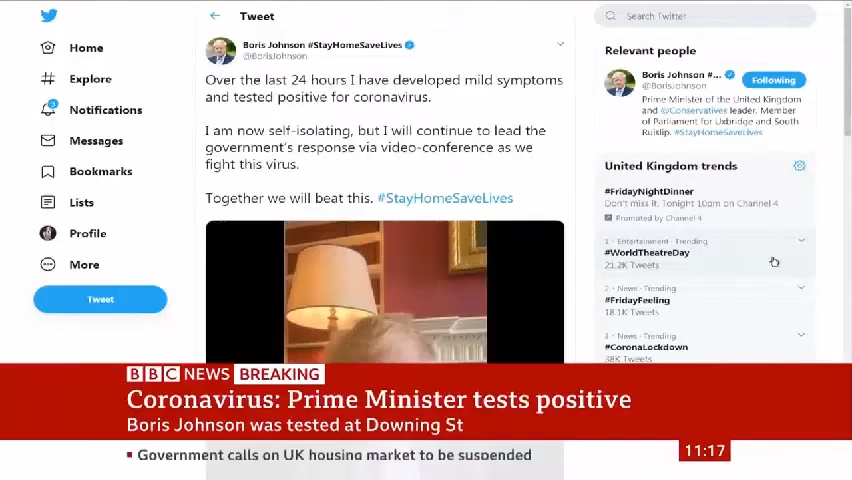 Tweet
Search Twitter
Home
Explore
3
Notifications
Messages
Bookmarks
Lists
Profile
More
Tweet
Boris Johnson #StayHomeSaveLives
@BorisJohnson
Over the last 24 hours I have developed mild symptoms
and tested positive for coronavirus.
I am now self-isolating, but I will continue to lead the
government's response via video-conference as we
fight this virus.
Together we will beat this. #StayHomeSaveLives
Relevant people
Boris Johnson #...
@BorisJohnson
Following
Prime Minister of the United Kingdom
and @Conservatives leader. Member
of Parliament for Uxbridge and South
Ruislip. #StayHomeSaveLives
United Kingdom trends
#FridayNightDinner
Don't miss it. Tonight 10pm on Channel 4
Promoted by Channel 4
1 · Entertainment · Trending
#WorldTheatreDay
21.2K Tweets
2 · News · Trending
#FridayFeeling
18.1K Tweets
3 · News · Trending
#CoronaLockdown
38K Tweets
BBC NEWS BREAKING
Coronavirus: Prime Minister tests positive
Boris Johnson was tested at Downing St
Government calls on UK housing market to be suspended
11:17